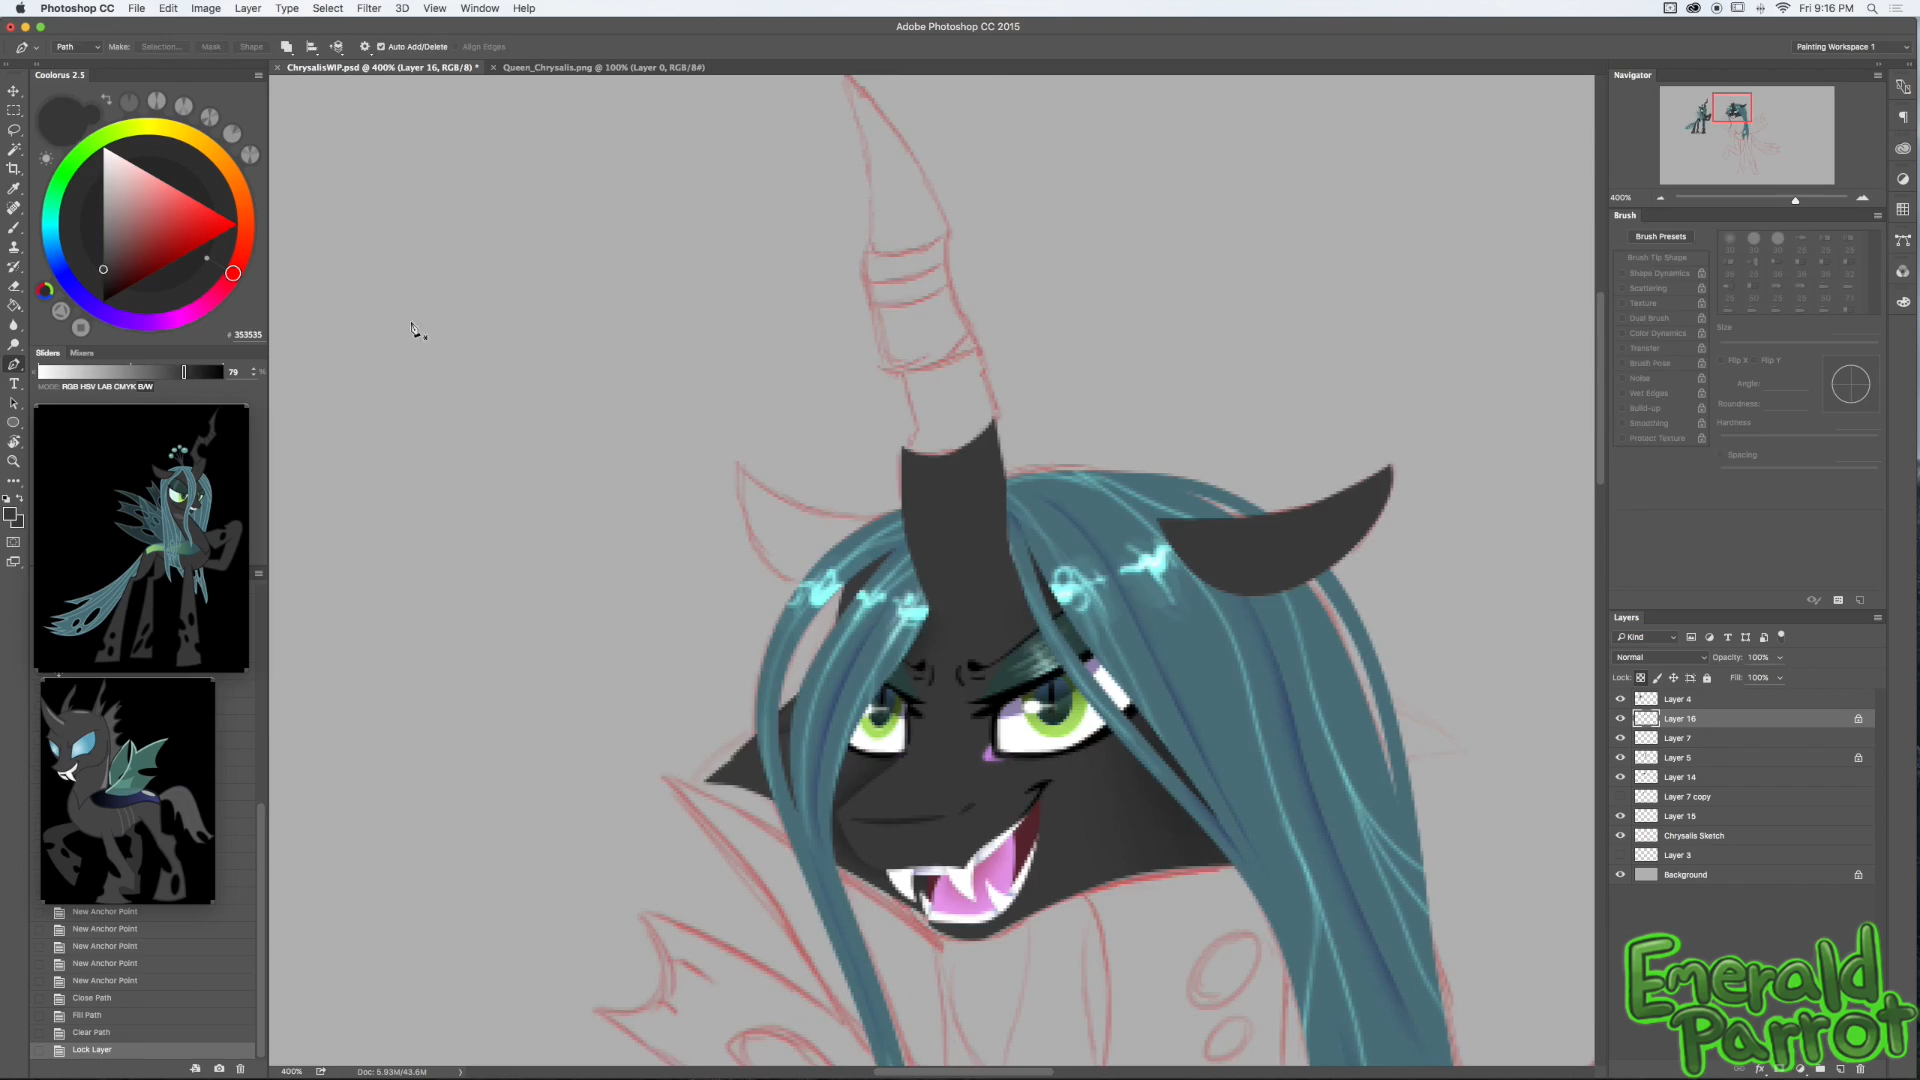 Photoshop CC File Edit Image Layer Type Select Filter 3D View Window Help Fri 9:16 PM
Adobe Photoshop CC 2015
Path Make: Selection... Mask Shape Auto Add/Delete Align Edges Painting Workspace 1
ChrysalisWIP.psd @ 400% (Layer 16, RGB/8) * Queen_Chrysalis.png @ 100% (Layer 0, RGB/8#)
Coolorus 2.5
# 353535
Sliders Mixers
K 79 %
MODE: RGB HSV LAB CMYK B/W
New Anchor Point
New Anchor Point
New Anchor Point
New Anchor Point
New Anchor Point
Close Path
Fill Path
Clear Path
Lock Layer
400% Doc: 5.93M/43.6M
Navigator
400%
Brush
Brush Presets
Brush Tip Shape
Shape Dynamics
Scattering
Texture
Dual Brush
Color Dynamics
Transfer
Brush Pose
Noise
Wet Edges
Build-up
Smoothing
Protect Texture
Size
Flip X Flip Y
Angle:
Roundness:
Hardness
Spacing
Layers
Kind
Normal Opacity: 100%
Lock: Fill: 100%
Layer 4
Layer 16
Layer 7
Layer 5
Layer 14
Layer 7 copy
Layer 15
Chrysalis Sketch
Layer 3
Background
Emerald
Parrot